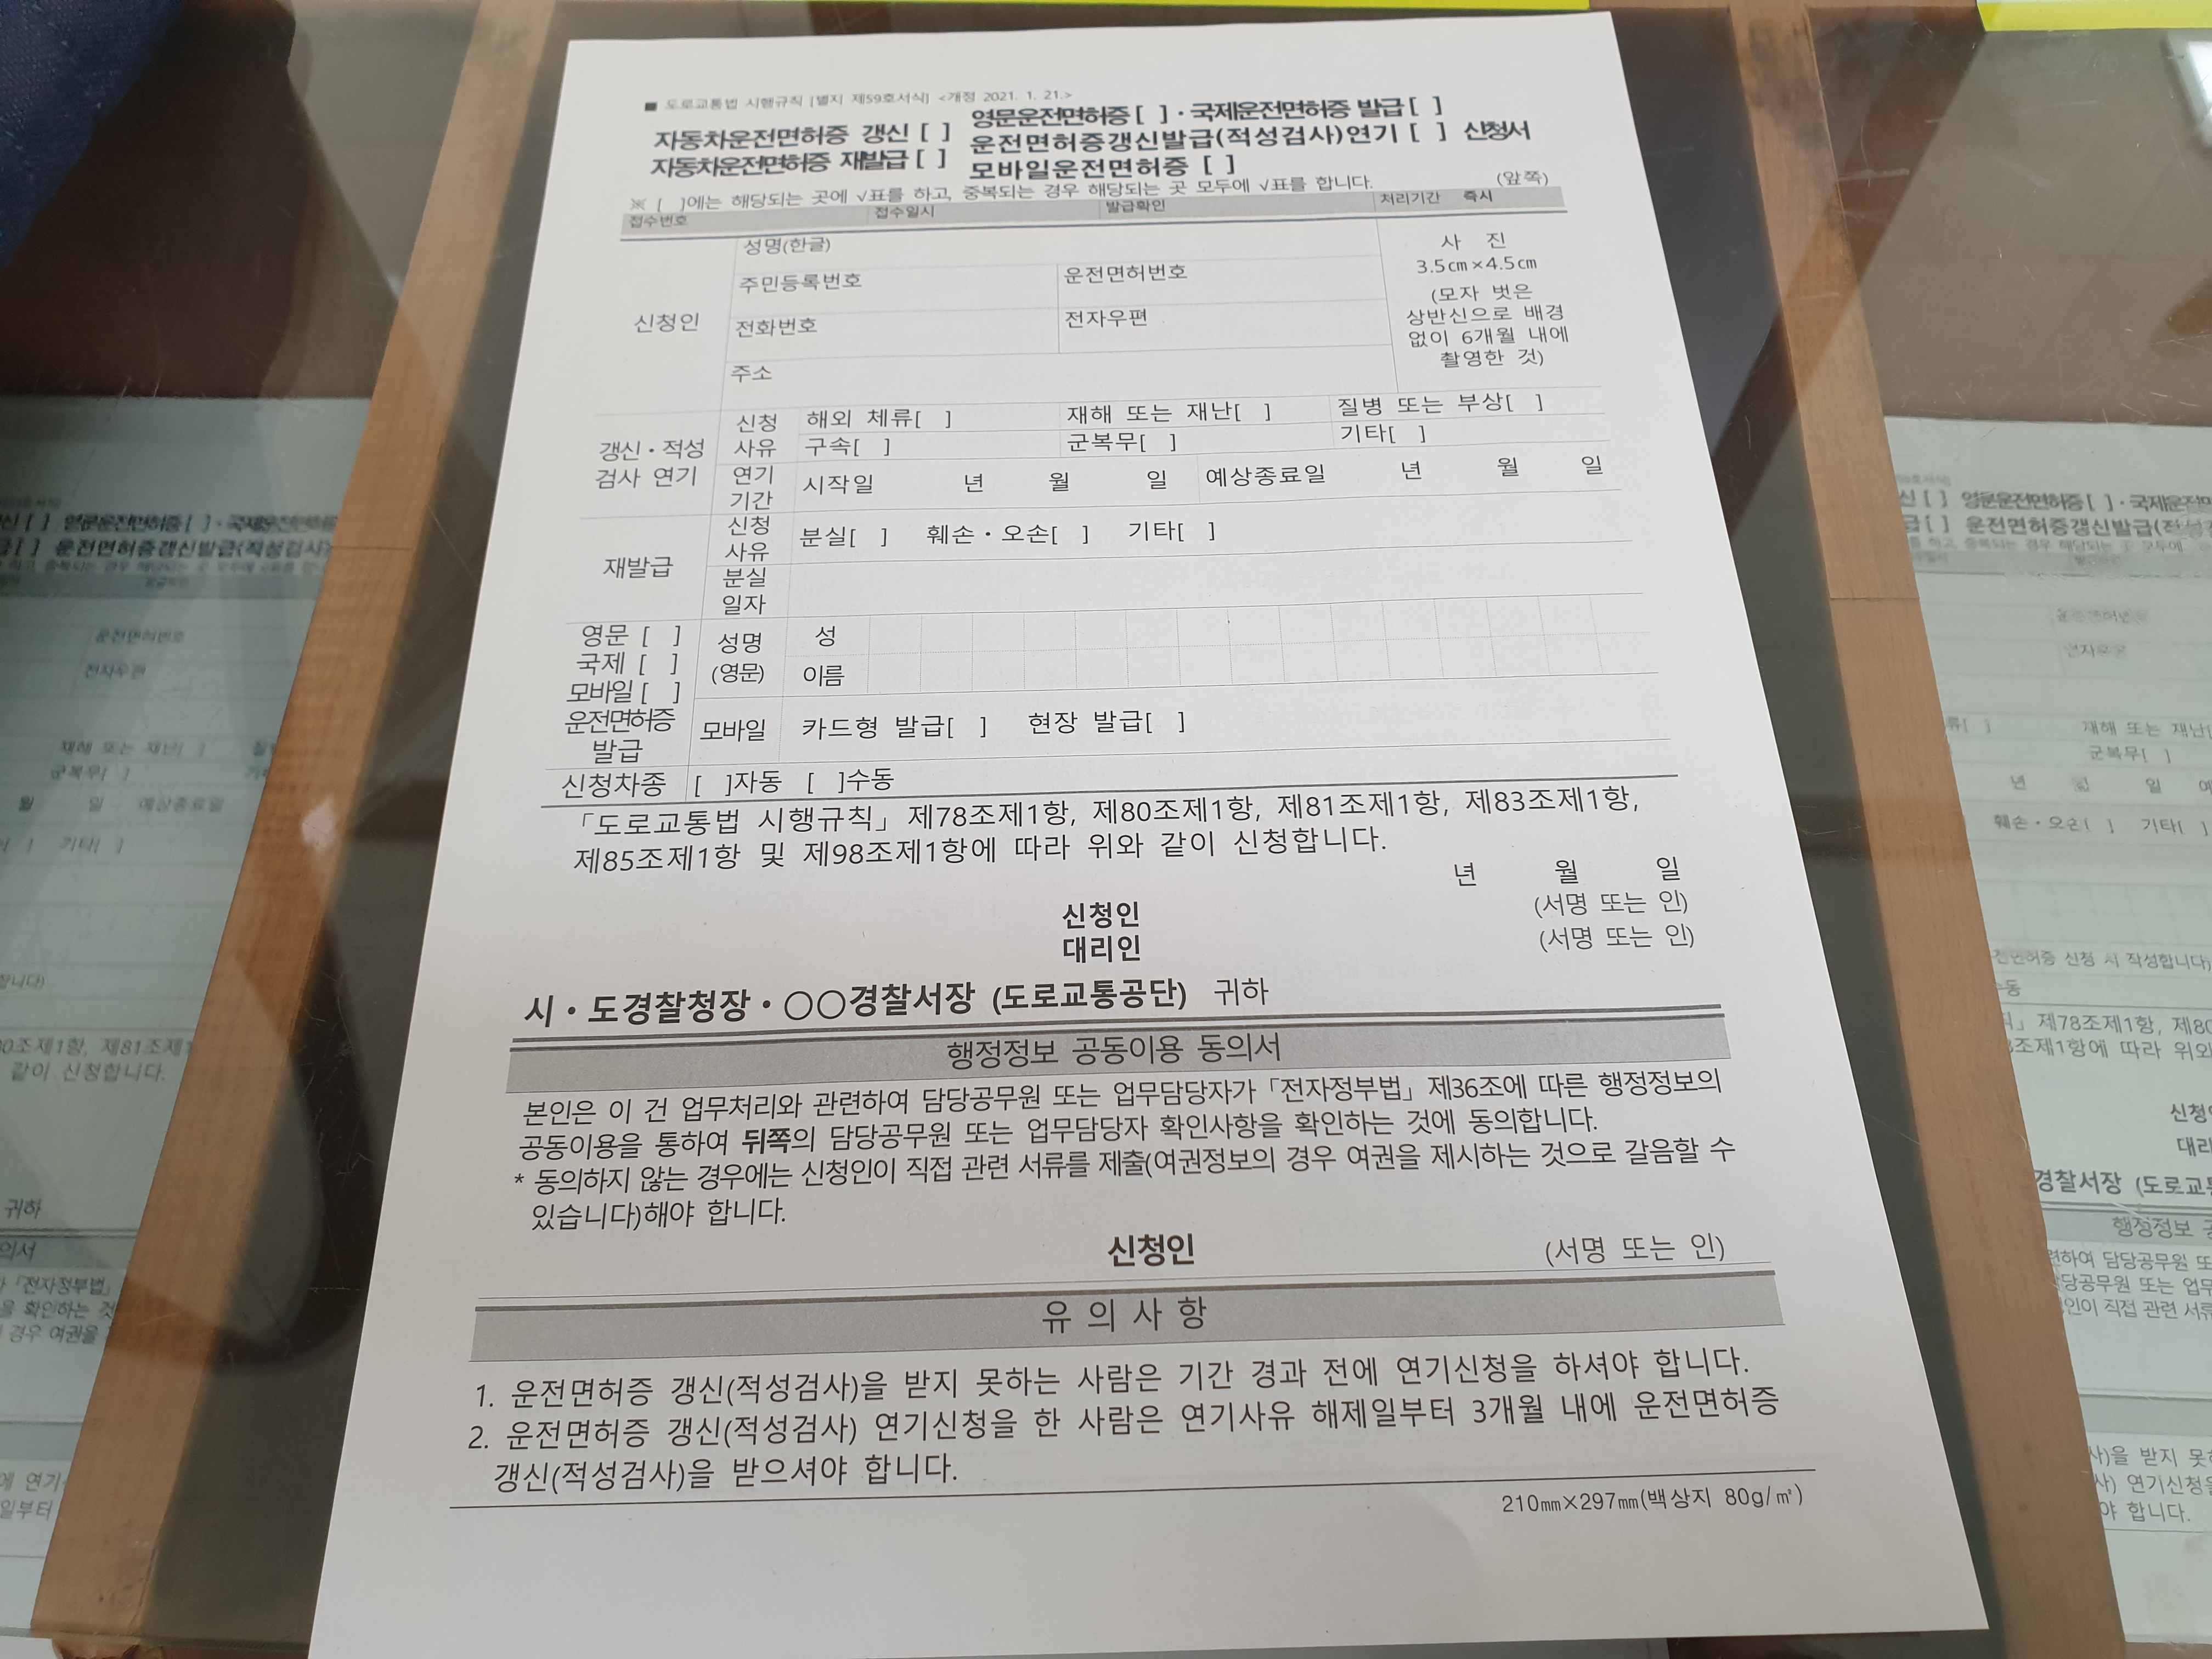 ■ 도로교통법 시행규칙 [별지 제59호서식] <개정 2021. 1. 21.>
자동차운전면허증 갱신 [ ]
자동차운전면허증 재발급 [ ]
영문운전면허증 [ ] · 국제운전면허증 발급 [ ]
운전면허증갱신발급(적성검사)연기 [ ]
모바일운전면허증 [ ]
신청서
※ [ ]에는 해당되는 곳에 √표를 하고, 중복되는 경우 해당되는 곳 모두에 √표를 합니다.
(앞쪽)
접수번호 접수일시 발급확인 처리기간 즉시
신청인
성명(한글)
주민등록번호 운전면허번호
전화번호 전자우편
주소
사 진
3.5㎝×4.5㎝
(모자 벗은
상반신으로 배경
없이 6개월 내에
촬영한 것)
갱신·적성
검사 연기
신청
사유
해외 체류[ ] 재해 또는 재난[ ] 질병 또는 부상[ ]
구속[ ] 군복무[ ] 기타[ ]
연기
기간
시작일 년 월 일 예상종료일 년 월 일
재발급
신청
사유
분실[ ] 훼손·오손[ ] 기타[ ]
분실
일자
영문 [ ]
국제 [ ]
모바일 [ ]
운전면허증
발급
성명
(영문)
성
이름
모바일 카드형 발급[ ] 현장 발급[ ]
신청차종 [ ]자동 [ ]수동
「도로교통법 시행규칙」 제78조제1항, 제80조제1항, 제81조제1항, 제83조제1항,
제85조제1항 및 제98조제1항에 따라 위와 같이 신청합니다.
년 월 일
신청인 (서명 또는 인)
대리인 (서명 또는 인)
시·도경찰청장·○○경찰서장 (도로교통공단) 귀하
행정정보 공동이용 동의서
본인은 이 건 업무처리와 관련하여 담당공무원 또는 업무담당자가 「전자정부법」 제36조에 따른 행정정보의
공동이용을 통하여 뒤쪽의 담당공무원 또는 업무담당자 확인사항을 확인하는 것에 동의합니다.
* 동의하지 않는 경우에는 신청인이 직접 관련 서류를 제출(여권정보의 경우 여권을 제시하는 것으로 갈음할 수
있습니다)해야 합니다.
신청인 (서명 또는 인)
유 의 사 항
1. 운전면허증 갱신(적성검사)을 받지 못하는 사람은 기간 경과 전에 연기신청을 하셔야 합니다.
2. 운전면허증 갱신(적성검사) 연기신청을 한 사람은 연기사유 해제일부터 3개월 내에 운전면허증
갱신(적성검사)을 받으셔야 합니다.
210㎜×297㎜(백상지 80g/㎡)